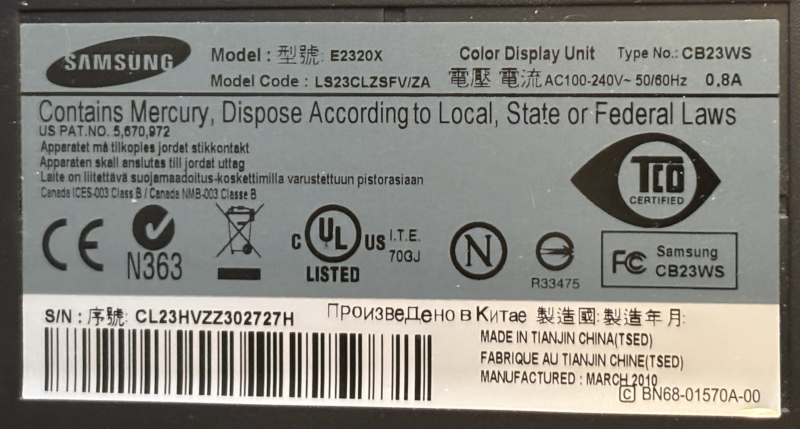 SAMSUNG
Model : 型號: E2320X
Color Display Unit Type No.: CB23WS
Model Code : LS23CLZSFV/ZA 電壓 電流 AC100-240V~ 50/60Hz 0,8A
Contains Mercury, Dispose According to Local, State or Federal Laws
US PAT.NO. 5,670,972
Apparatet må tilkoples jordet stikkontakt
Apparaten skall anslutas till jordat uttag
Laite on liitettävä suojamaadoitus-koskettimilla varustettuun pistorasiaan
Canada ICES-003 Class B / Canada NMB-003 Classe B
TCO
CERTIFIED
CE
N363
C UL US LISTED
I.T.E.
70GJ
N
R33475
FC Samsung
CB23WS
S/N : 序號: CL23HVZZ302727H
ПроизвеДено в Китае 製造國: 製造年月:
MADE IN TIANJIN CHINA(TSED)
FABRIQUE AU TIANJIN CHINE(TSED)
MANUFACTURED : MARCH 2010
C BN68-01570A-00